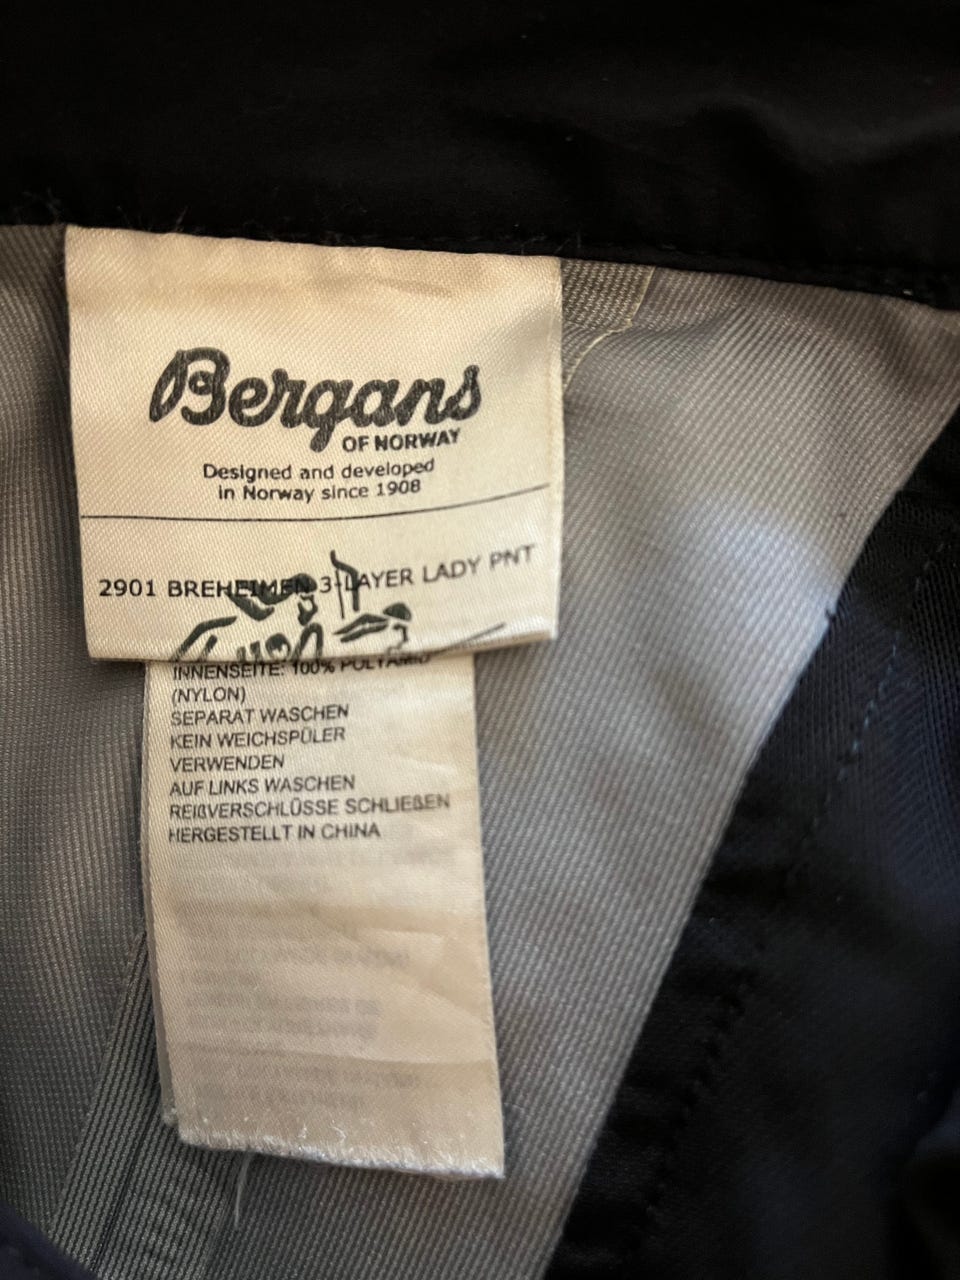 Bergans
OF NORWAY
Designed and developed
in Norway since 1908
2901 BREHEIMEN 3-LAYER LADY PNT
INNENSEITE: 100% POLYAMID
(NYLON)
SEPARAT WASCHEN
KEIN WEICHSPÜLER
VERWENDEN
AUF LINKS WASCHEN
REIßVERSCHLÜSSE SCHLIEßEN
HERGESTELLT IN CHINA